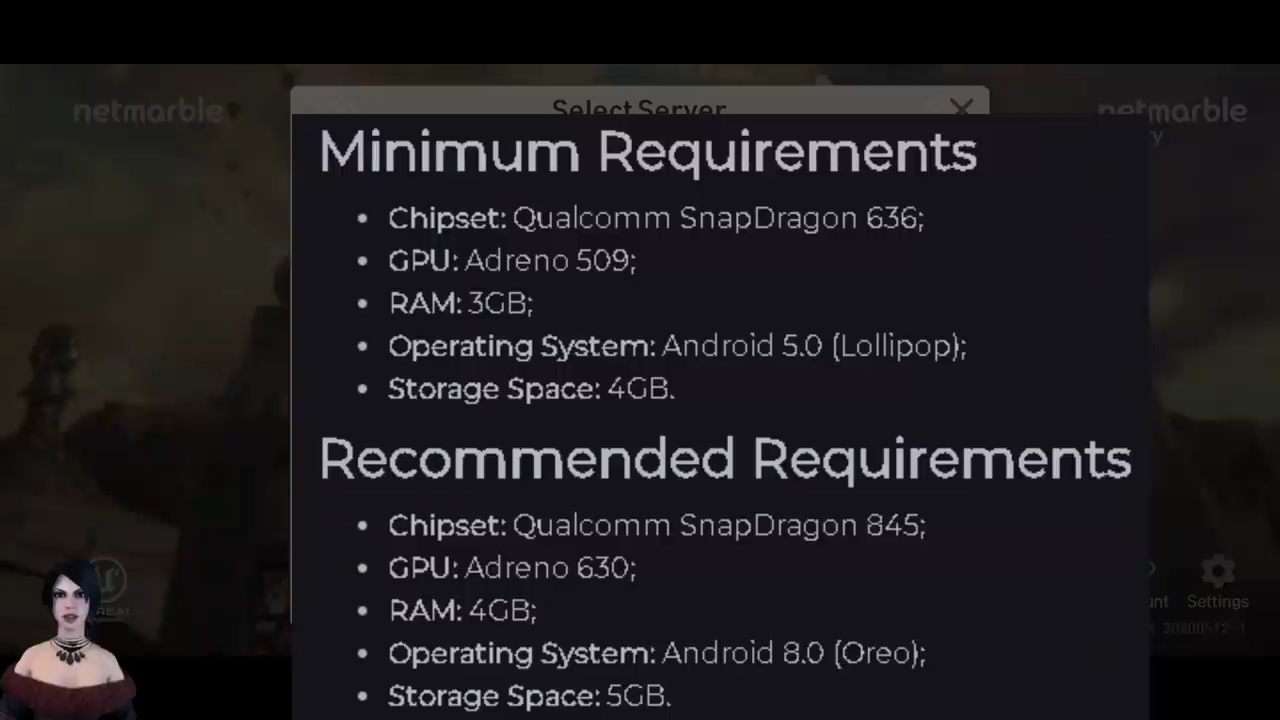 netmarble
Select Server
netmarble
Minimum Requirements
• Chipset: Qualcomm SnapDragon 636;
• GPU: Adreno 509;
• RAM: 3GB;
• Operating System: Android 5.0 (Lollipop);
• Storage Space: 4GB.
Recommended Requirements
• Chipset: Qualcomm SnapDragon 845;
• GPU: Adreno 630;
• RAM: 4GB;
• Operating System: Android 8.0 (Oreo);
• Storage Space: 5GB.
Settings